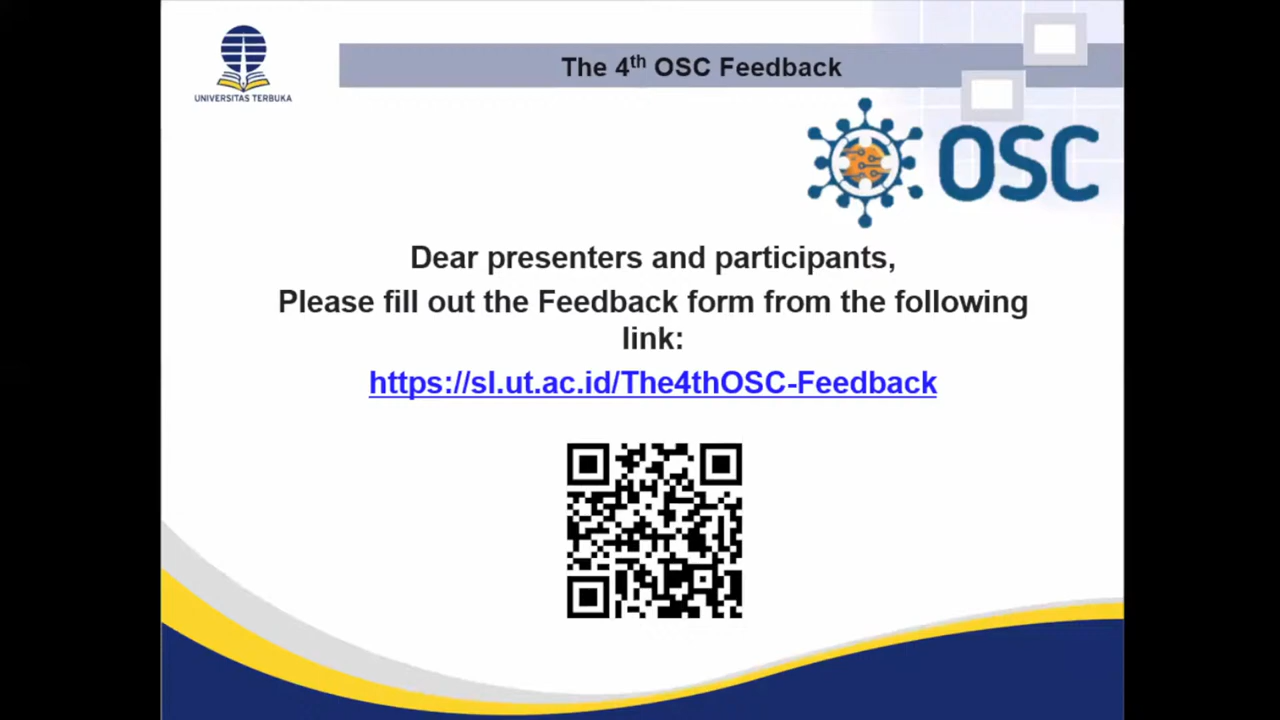 UNIVERSITAS TERBUKA
The 4th OSC Feedback
OSC
Dear presenters and participants,
Please fill out the Feedback form from the following
link:
https://sl.ut.ac.id/The4thOSC-Feedback